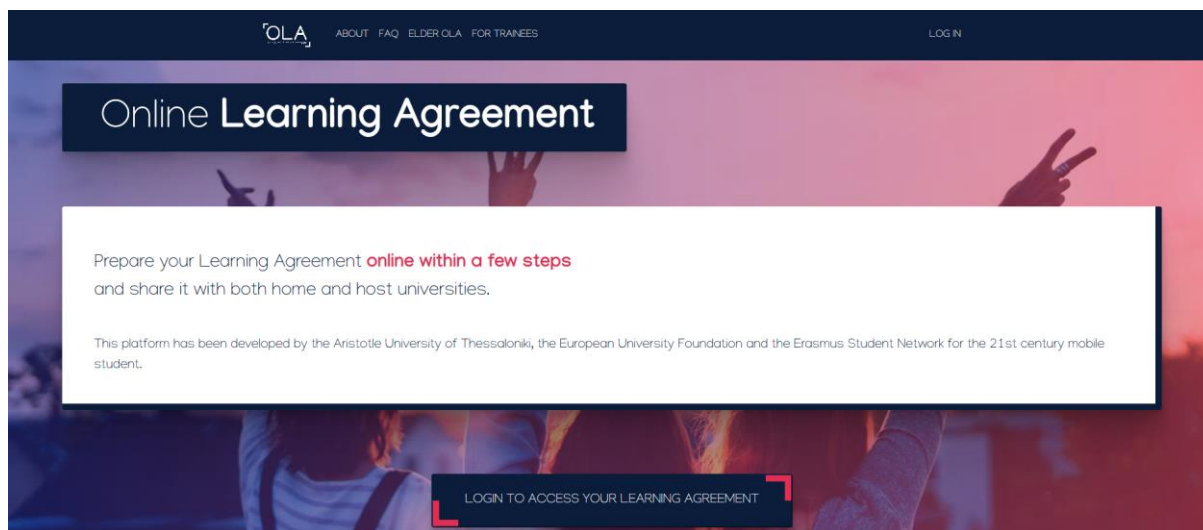 OLA
ABOUT FAQ ELDER OLA FOR TRAINEES
LOG IN
Online Learning Agreement
Prepare your Learning Agreement online within a few steps
and share it with both home and host universities.
This platform has been developed by the Aristotle University of Thessaloniki, the European University Foundation and the Erasmus Student Network for the 21st century mobile
student.
LOGIN TO ACCESS YOUR LEARNING AGREEMENT